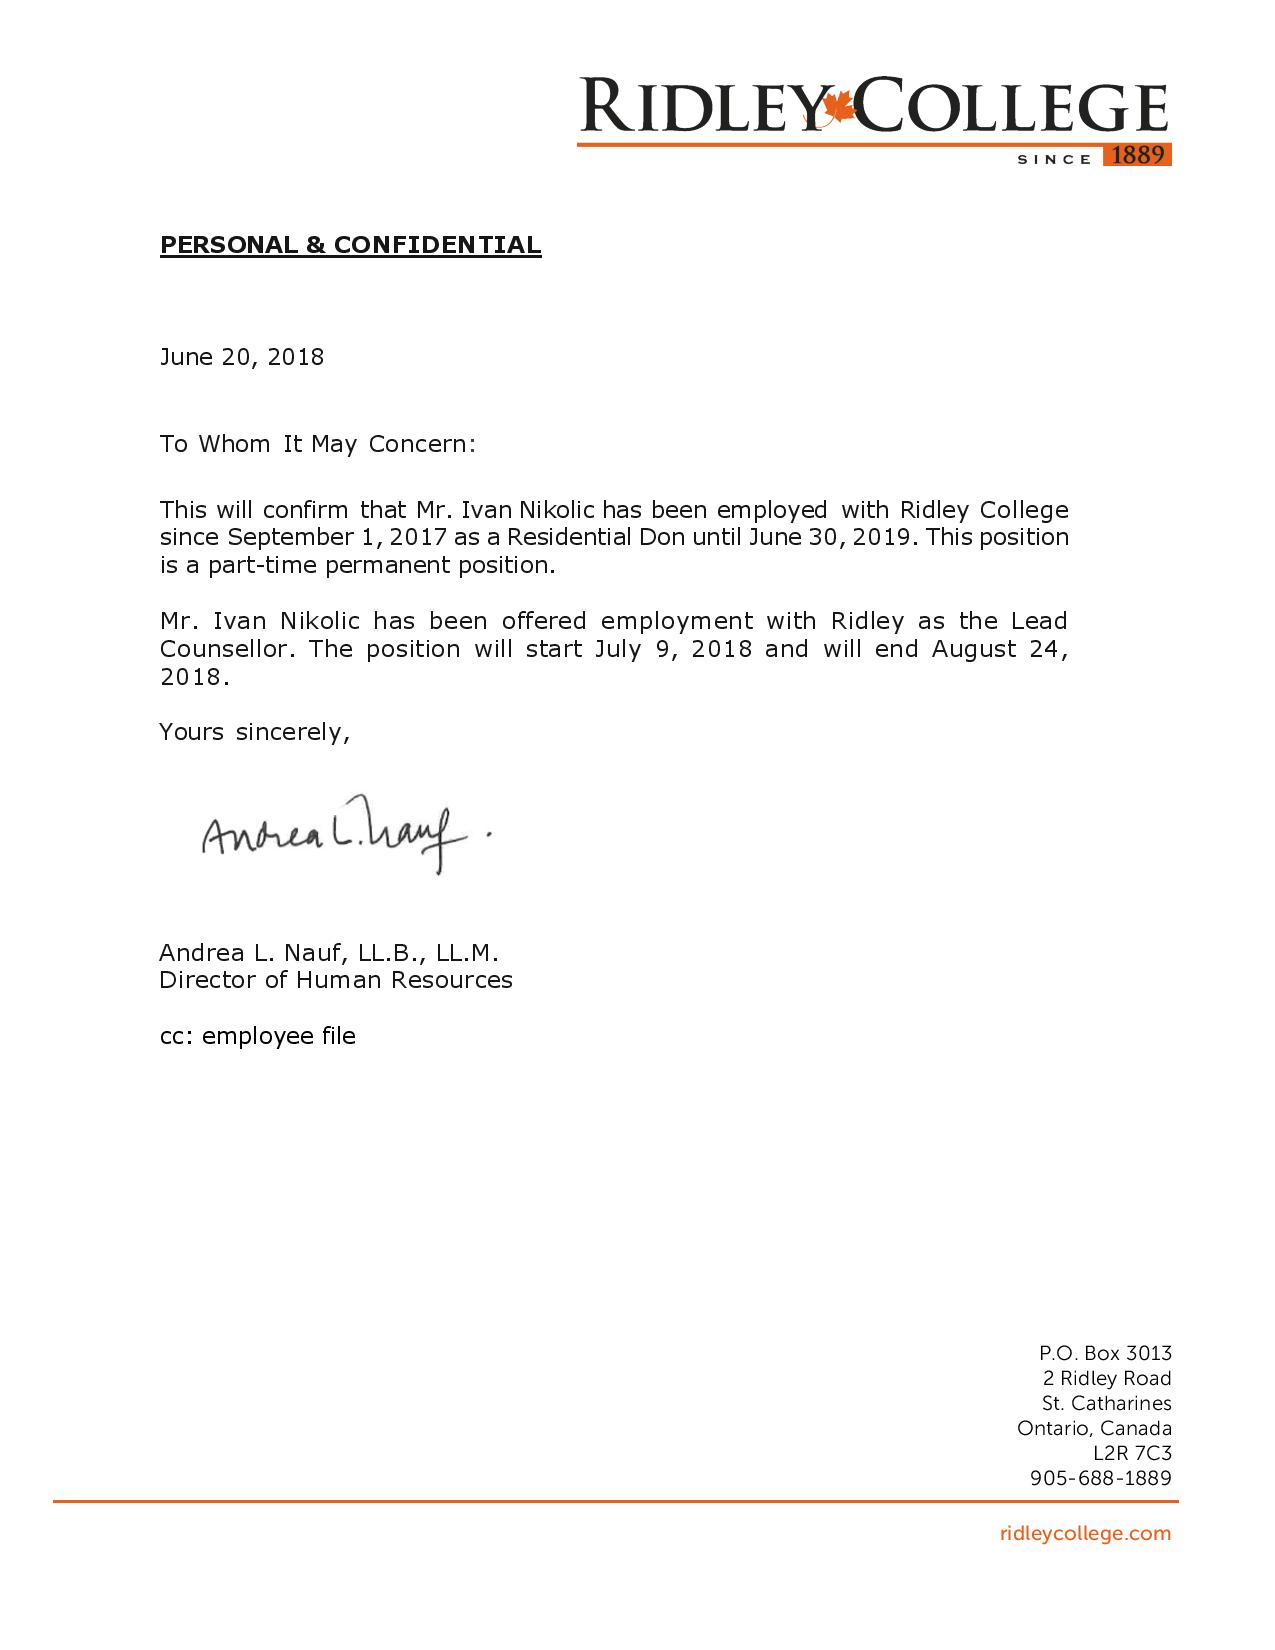 RIDLEY COLLEGE
SINCE 1889
PERSONAL & CONFIDENTIAL
June 20, 2018
To Whom It May Concern:
This will confirm that Mr. Ivan Nikolic has been employed with Ridley College
since September 1, 2017 as a Residential Don until June 30, 2019. This position
is a part-time permanent position.
Mr. Ivan Nikolic has been offered employment with Ridley as the Lead
Counsellor. The position will start July 9, 2018 and will end August 24,
2018.
Yours sincerely,
Andrea L. Nauf.
Andrea L. Nauf, LL.B., LL.M.
Director of Human Resources
cc: employee file
P.O. Box 3013
2 Ridley Road
St. Catharines
Ontario, Canada
L2R 7C3
905-688-1889
ridleycollege.com